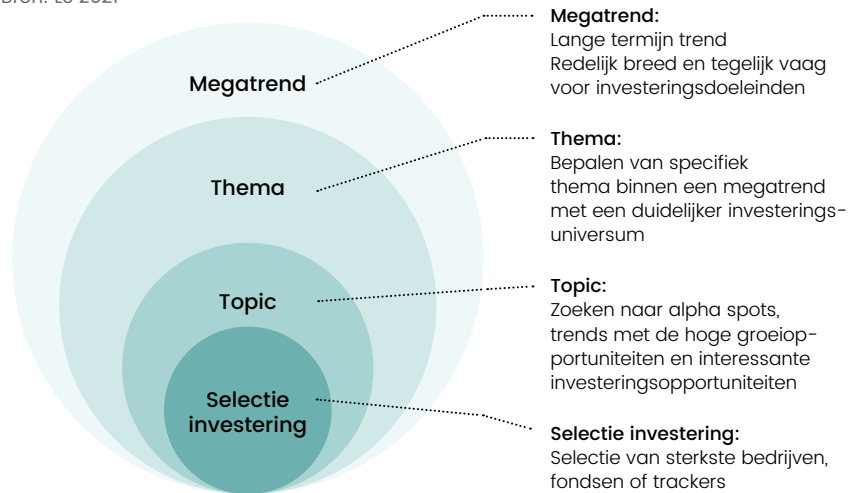 Megatrend
Thema
Topic
Selectie
investering
Megatrend:
Lange termijn trend
Redelijk breed en tegelijk vaag
voor investeringsdoeleinden
Thema:
Bepalen van specifiek
thema binnen een megatrend
met een duidelijker investerings-
universum
Topic:
Zoeken naar alpha spots,
trends met de hoge groeiop-
portuniteiten en interessante
investeringsopportuniteiten
Selectie investering:
Selectie van sterkste bedrijven,
fondsen of trackers